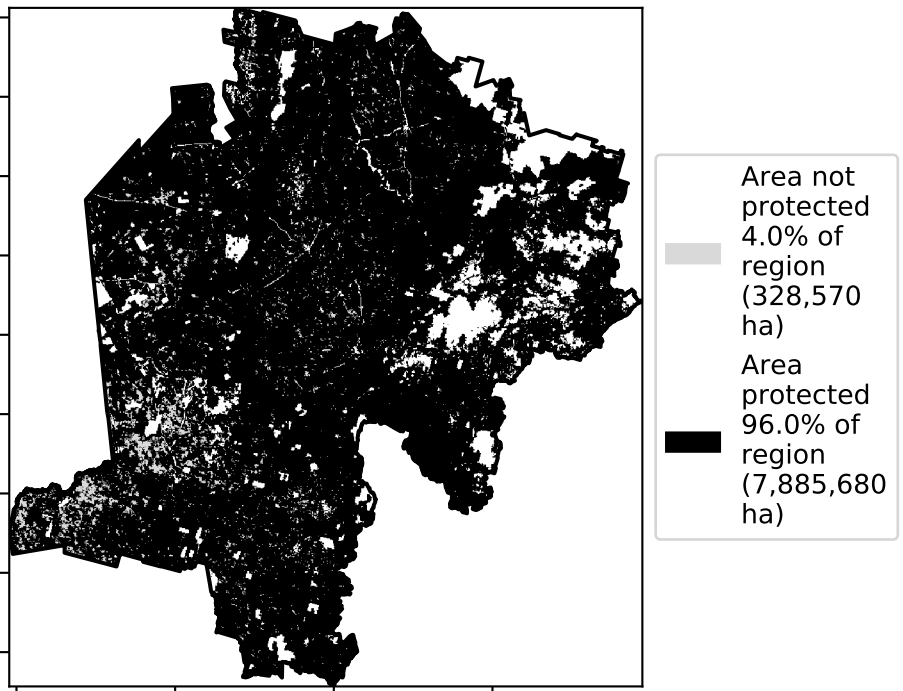 Area not
protected
4.0% of
region
(328,570
ha)
Area
protected
96.0% of
region
(7,885,680
ha)